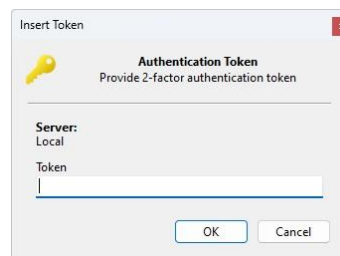 Insert Token
Authentication Token
Provide 2-factor authentication token
Server:
Local
Token
OK
Cancel